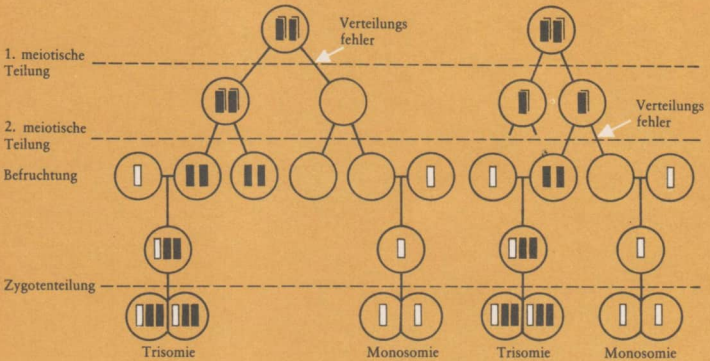 Verteilungs
fehler
1. meiotische
Teilung
Verteilungs
fehler
2. meiotische
Teilung
Befruchtung
Zygotenteilung
Trisomie
Monosomie
Trisomie
Monosomie